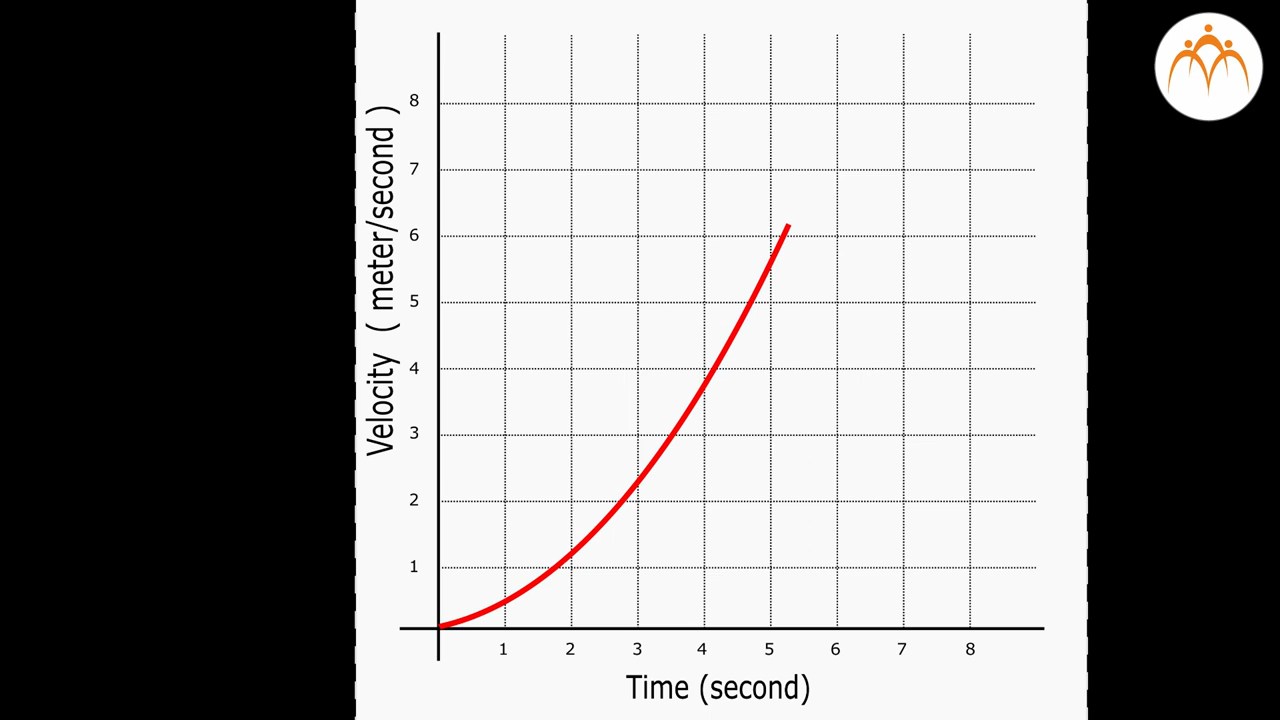 Velocity ( meter/second )
8
7
6
5
4
3
2
1
1 2 3 4 5 6 7 8
Time (second)